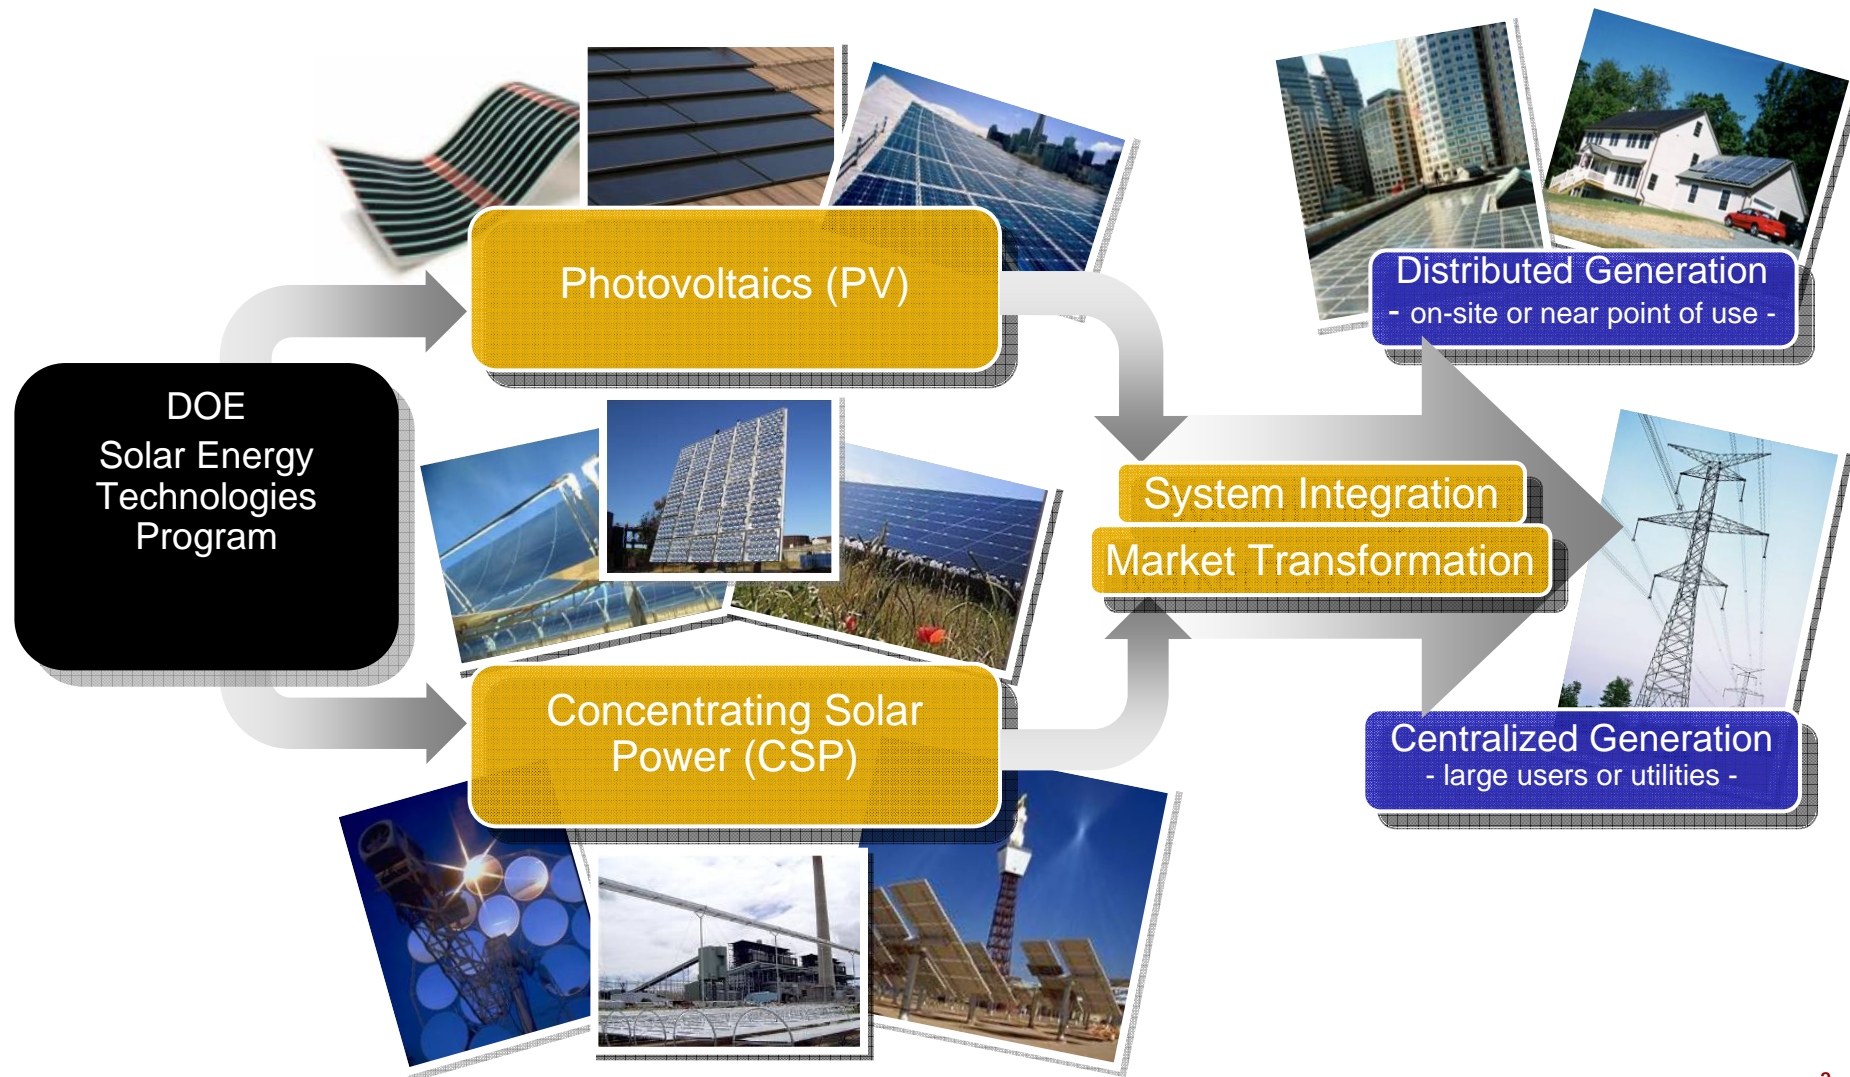 DOE
Solar Energy
Technologies
Program
Photovoltaics (PV)
Concentrating Solar
Power (CSP)
System Integration
Market Transformation
Distributed Generation
- on-site or near point of use -
Centralized Generation
- large users or utilities -